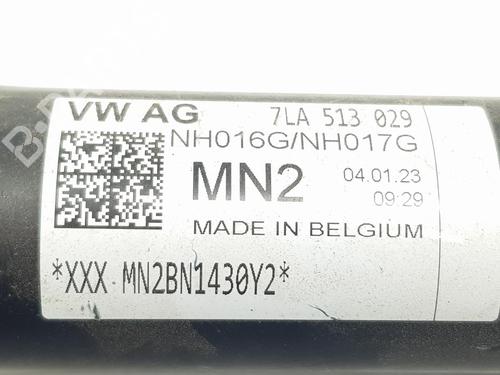 VW AG 7LA 513 029
NH016G/NH017G
MN2 04.01.23
09:29
MADE IN BELGIUM
*XXX MN2BN1430Y2*